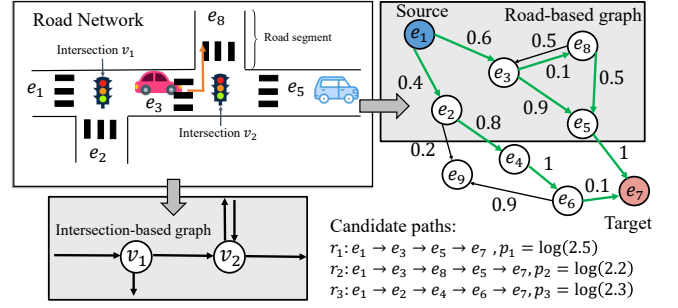 Road Network
e₈
Road segment
Intersection v₁
e₁
e₃
e₅
Intersection v₂
e₂
Intersection-based graph
v₁
v₂
Source
Road-based graph
e₁
0.6
0.5
e₈
0.4
e₃
0.1
0.5
e₂
0.9
e₅
0.8
0.2
e₄
1
1
e₉
0.9
e₆
0.1
e₇
Target
Candidate paths:
r₁: e₁ → e₃ → e₅ → e₇ , p₁ = log(2.5)
r₂: e₁ → e₃ → e₈ → e₅ → e₇, p₂ = log(2.2)
r₃: e₁ → e₂ → e₄ → e₆ → e₇, p₃ = log(2.3)